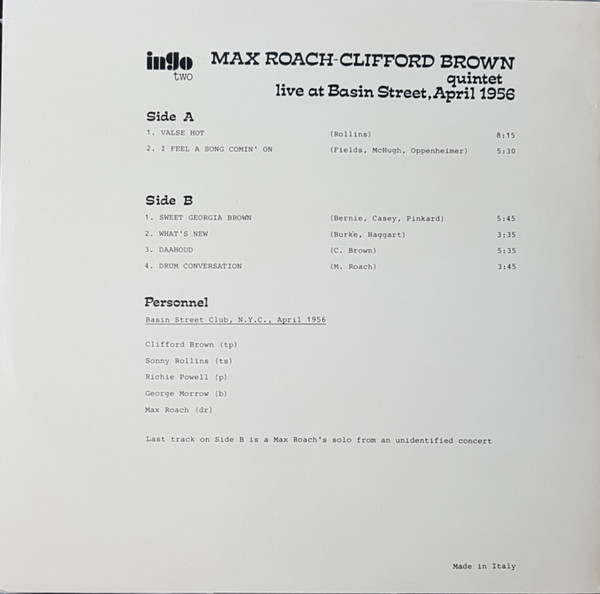 ingo MAX ROACH-CLIFFORD BROWN
two quintet
live at Basin Street, April 1956
Side A
1. VALSE HOT (Rollins) 8:15
2. I FEEL A SONG COMIN' ON (Fields, McHugh, Oppenheimer) 5:30
Side B
1. SWEET GEORGIA BROWN (Bernie, Casey, Pinkard) 5:45
2. WHAT'S NEW (Burke, Haggart) 3:35
3. DAAHOUD (C. Brown) 5:35
4. DRUM CONVERSATION (M. Roach) 3:45
Personnel
Basin Street Club, N.Y.C., April 1956
Clifford Brown (tp)
Sonny Rollins (ts)
Richie Powell (p)
George Morrow (b)
Max Roach (dr)
Last track on Side B is a Max Roach's solo from an unidentified concert
Made in Italy